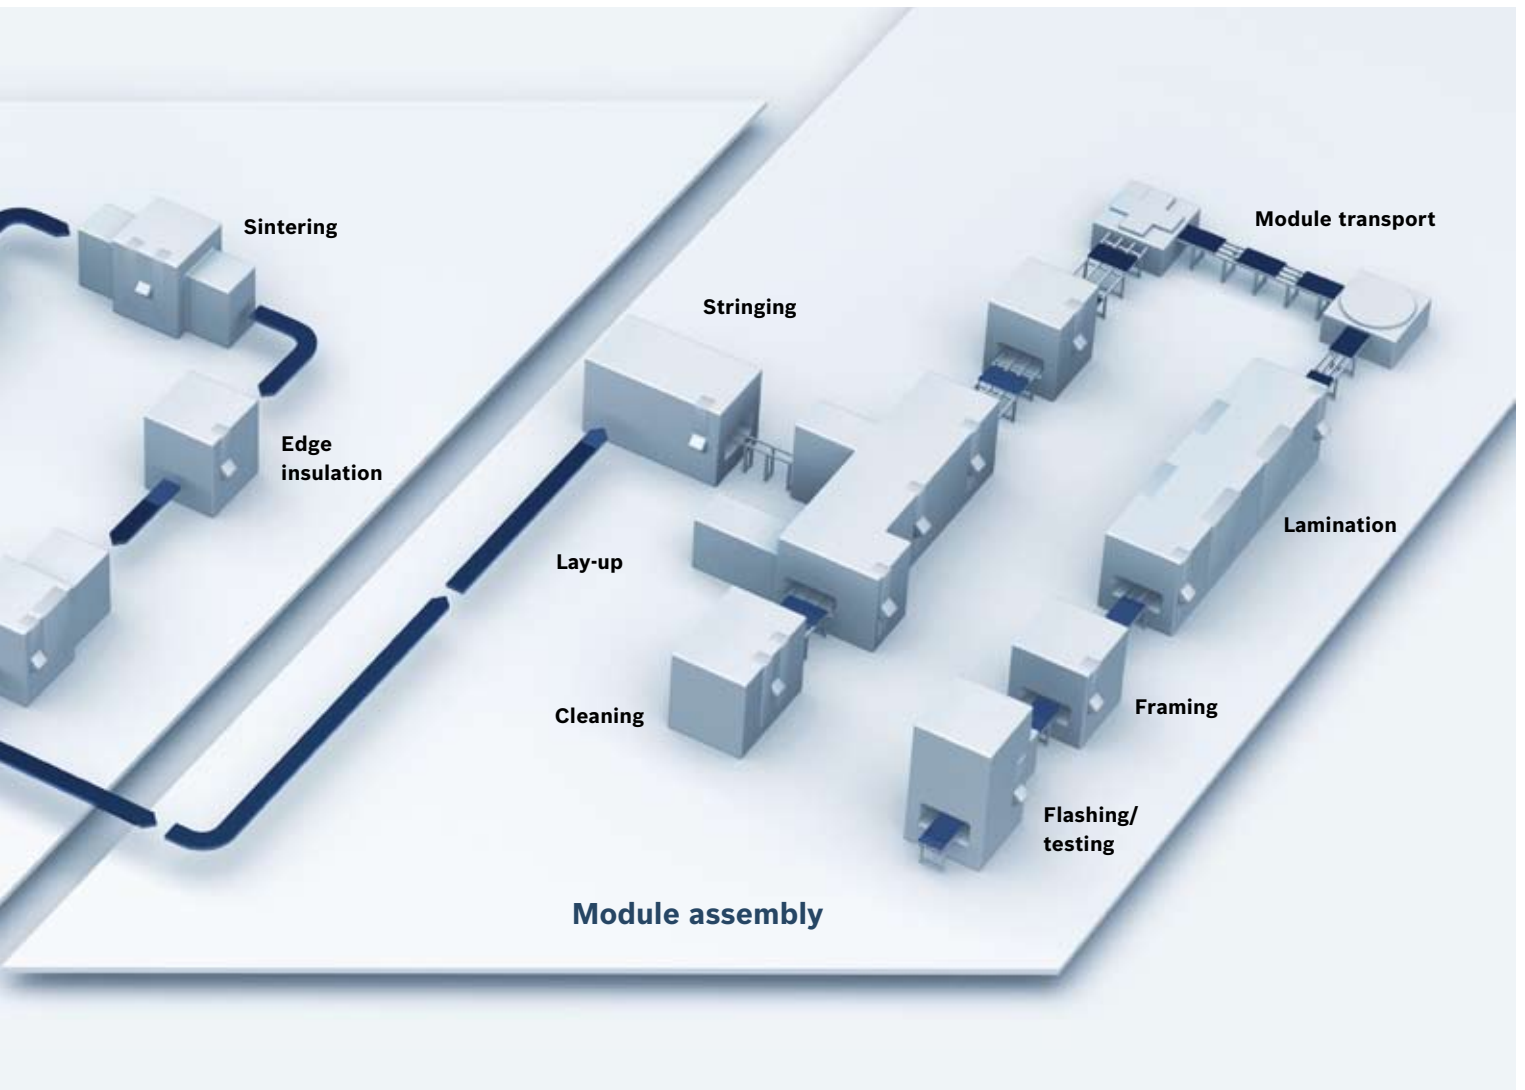 Sintering
Module transport
Stringing
Edge
insulation
Lamination
Lay-up
Framing
Cleaning
Flashing/
testing
Module assembly